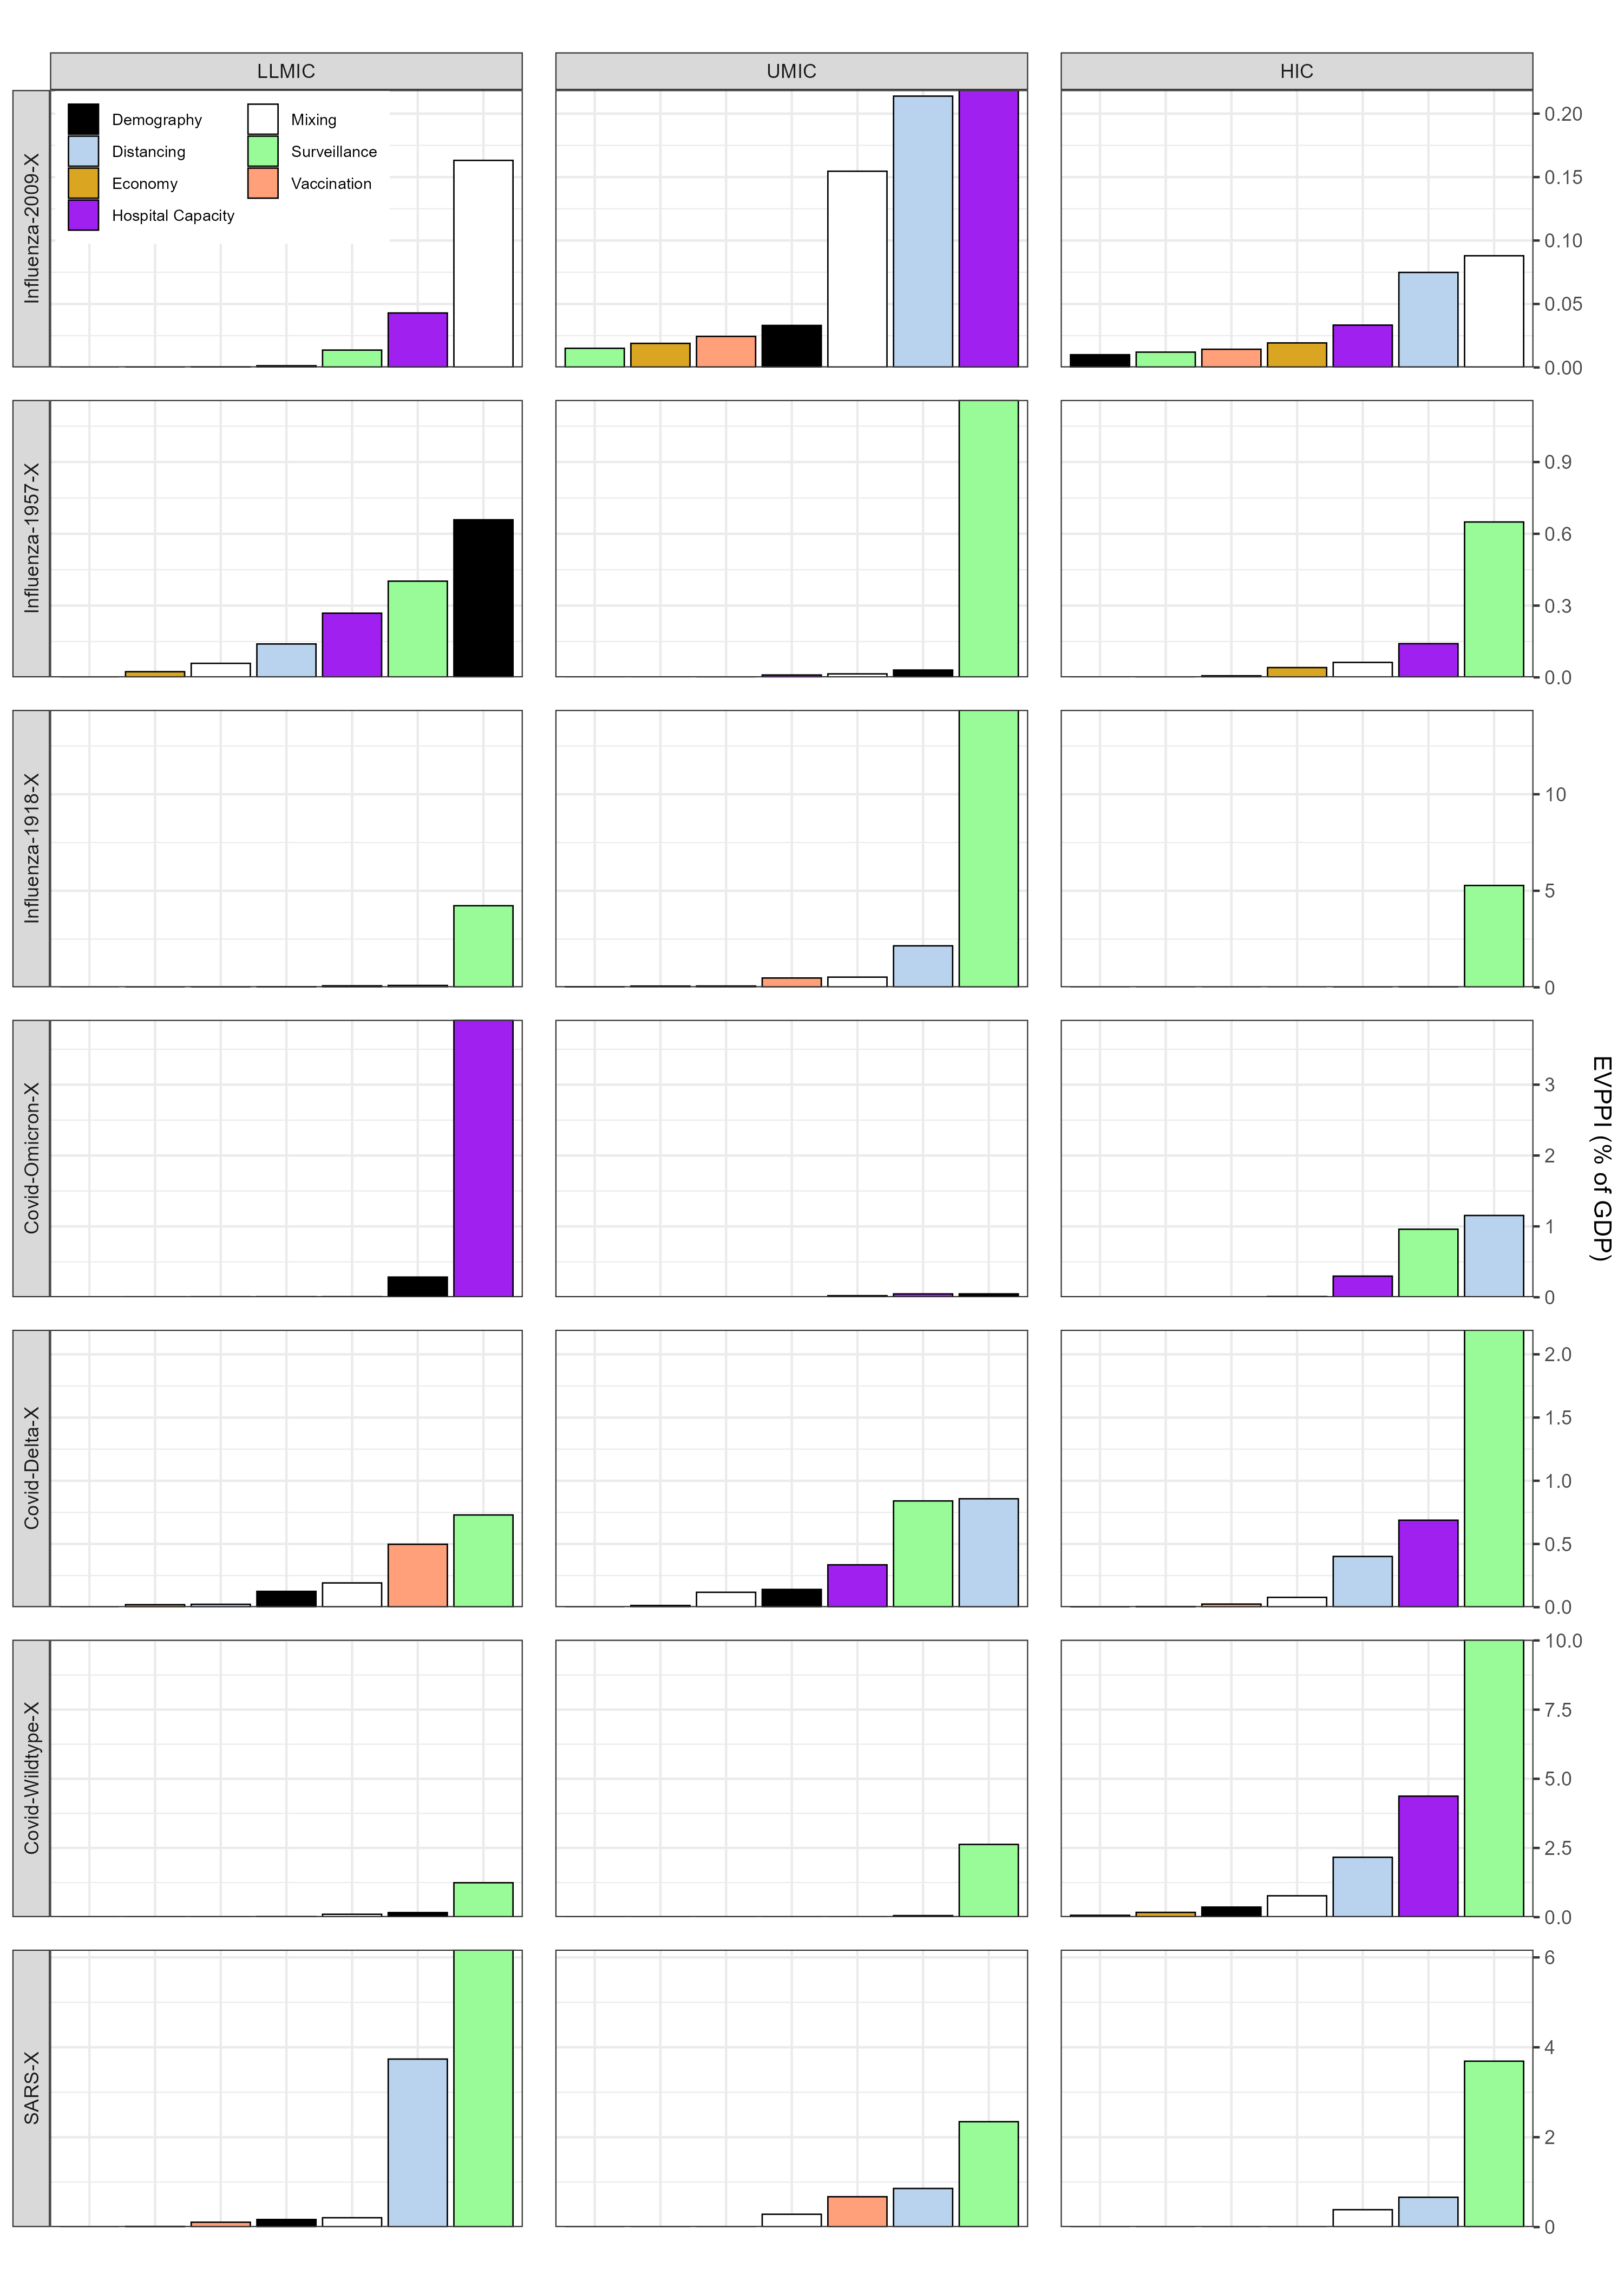 LLMIC
UMIC
HIC
Influenza-2009-X
Demography
Distancing
Economy
Hospital Capacity
Mixing
Surveillance
Vaccination
0.20
0.15
0.10
0.05
0.00
Influenza-1957-X
0.9
0.6
0.3
0.0
Influenza-1918-X
10
5
0
Covid-Omicron-X
3
2
1
0
EVPPI (% of GDP)
Covid-Delta-X
2.0
1.5
1.0
0.5
0.0
Covid-Wildtype-X
10.0
7.5
5.0
2.5
0.0
SARS-X
6
4
2
0